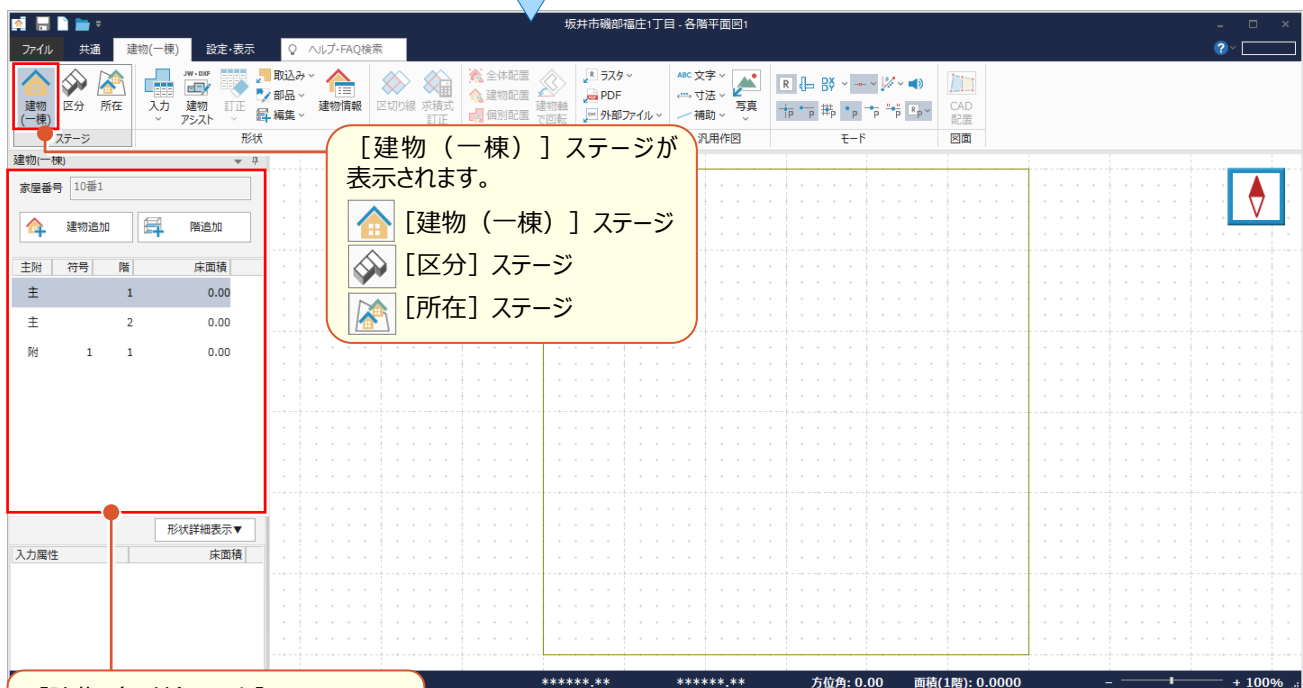 坂井市磯部福庄1丁目 - 各階平面図1
ファイル 共通 建物(一棟) 設定・表示 ヘルプ・FAQ検索
建物(一棟) 区分 所在
ステージ
入力 建物アシスト 訂正 取込み 部品 編集 建物情報 区切り線 求積式訂正 全体配置 建物配置 個別配置 建物軸で回転
形状
ラスタ PDF 外部ファイル ABC 文字 寸法 補助 写真
汎用作図
モード
CAD配置
図面
建物(一棟)
家屋番号 10番1
建物追加 階追加
主附 符号 階 床面積
主 1 0.00
主 2 0.00
附 1 1 0.00
形状詳細表示▼
入力属性 床面積
［建物（一棟）］ステージが
表示されます。
［建物（一棟）］ステージ
［区分］ステージ
［所在］ステージ
******.** ******.** 方位角: 0.00 面積(1階): 0.0000 － + 100%